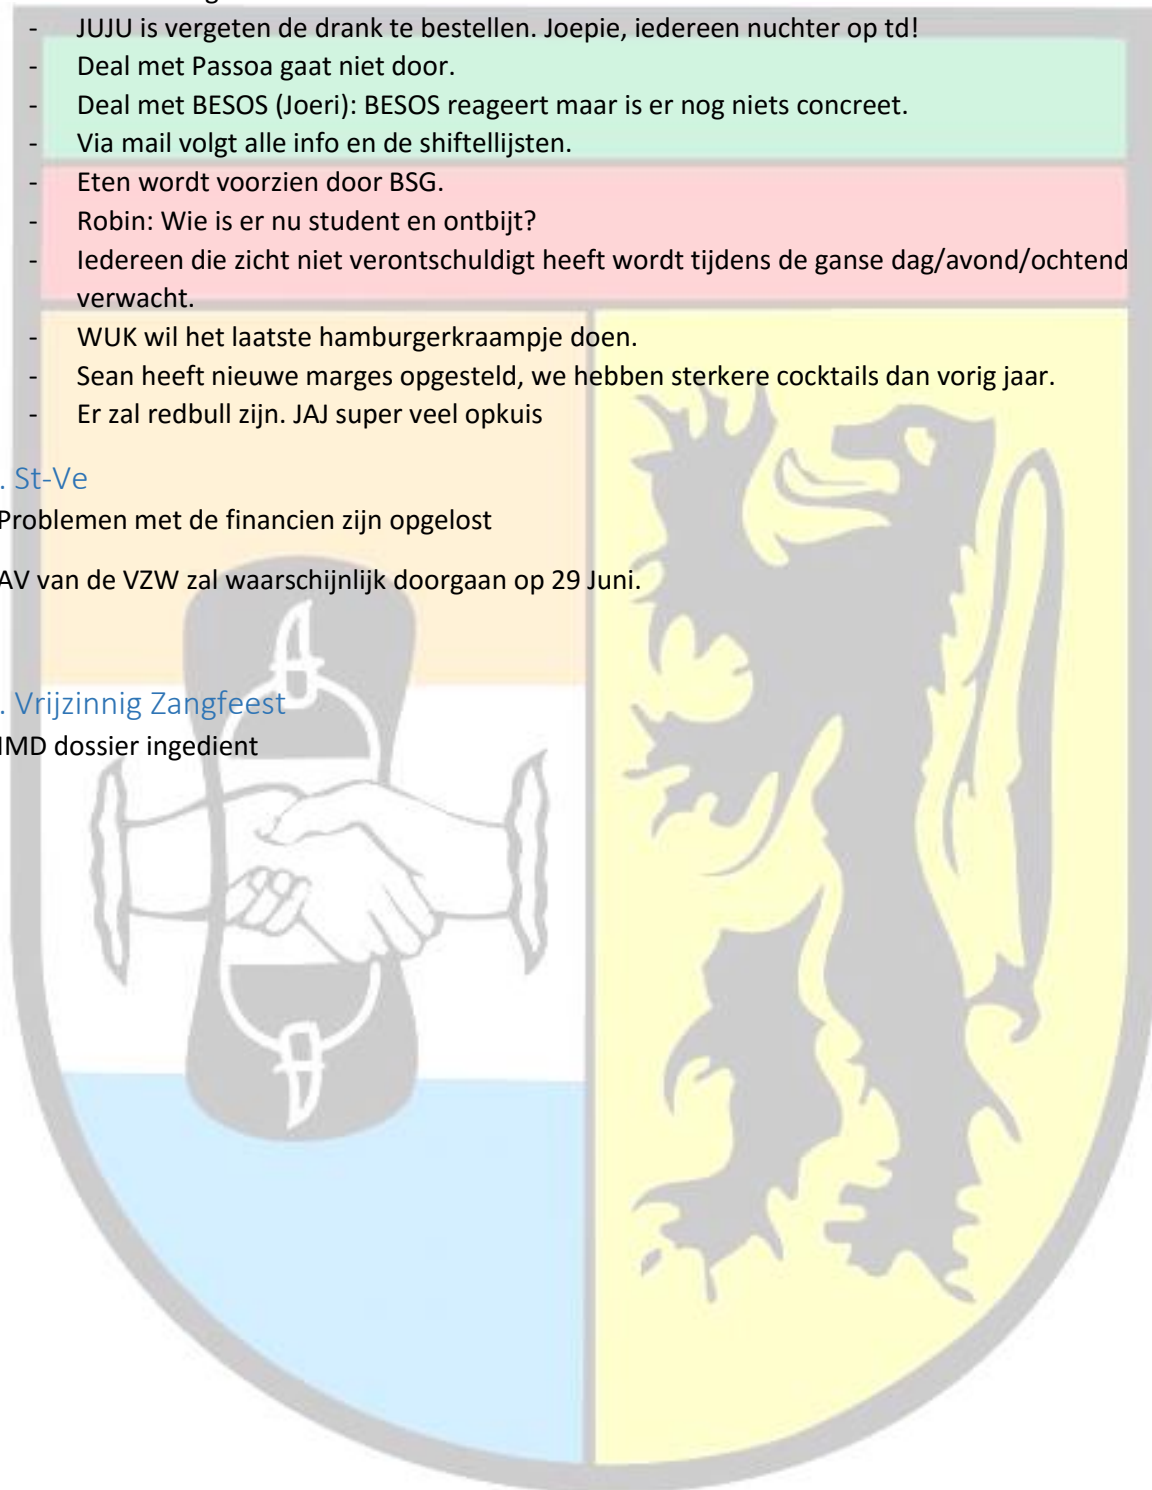 - JUJU is vergeten de drank te bestellen. Joepie, iedereen nuchter op td!
- Deal met Passoa gaat niet door.
- Deal met BESOS (Joeri): BESOS reageert maar is er nog niets concreet.
- Via mail volgt alle info en de shiftellijsten.
- Eten wordt voorzien door BSG.
- Robin: Wie is er nu student en ontbijt?
- Iedereen die zicht niet verontschuldigt heeft wordt tijdens de ganse dag/avond/ochtend
verwacht.
- WUK wil het laatste hamburgerkraampje doen.
- Sean heeft nieuwe marges opgesteld, we hebben sterkere cocktails dan vorig jaar.
- Er zal redbull zijn. JAJ super veel opkuis
. St-Ve
Problemen met de financien zijn opgelost
AV van de VZW zal waarschijnlijk doorgaan op 29 Juni.
. Vrijzinnig Zangfeest
IMD dossier ingedient